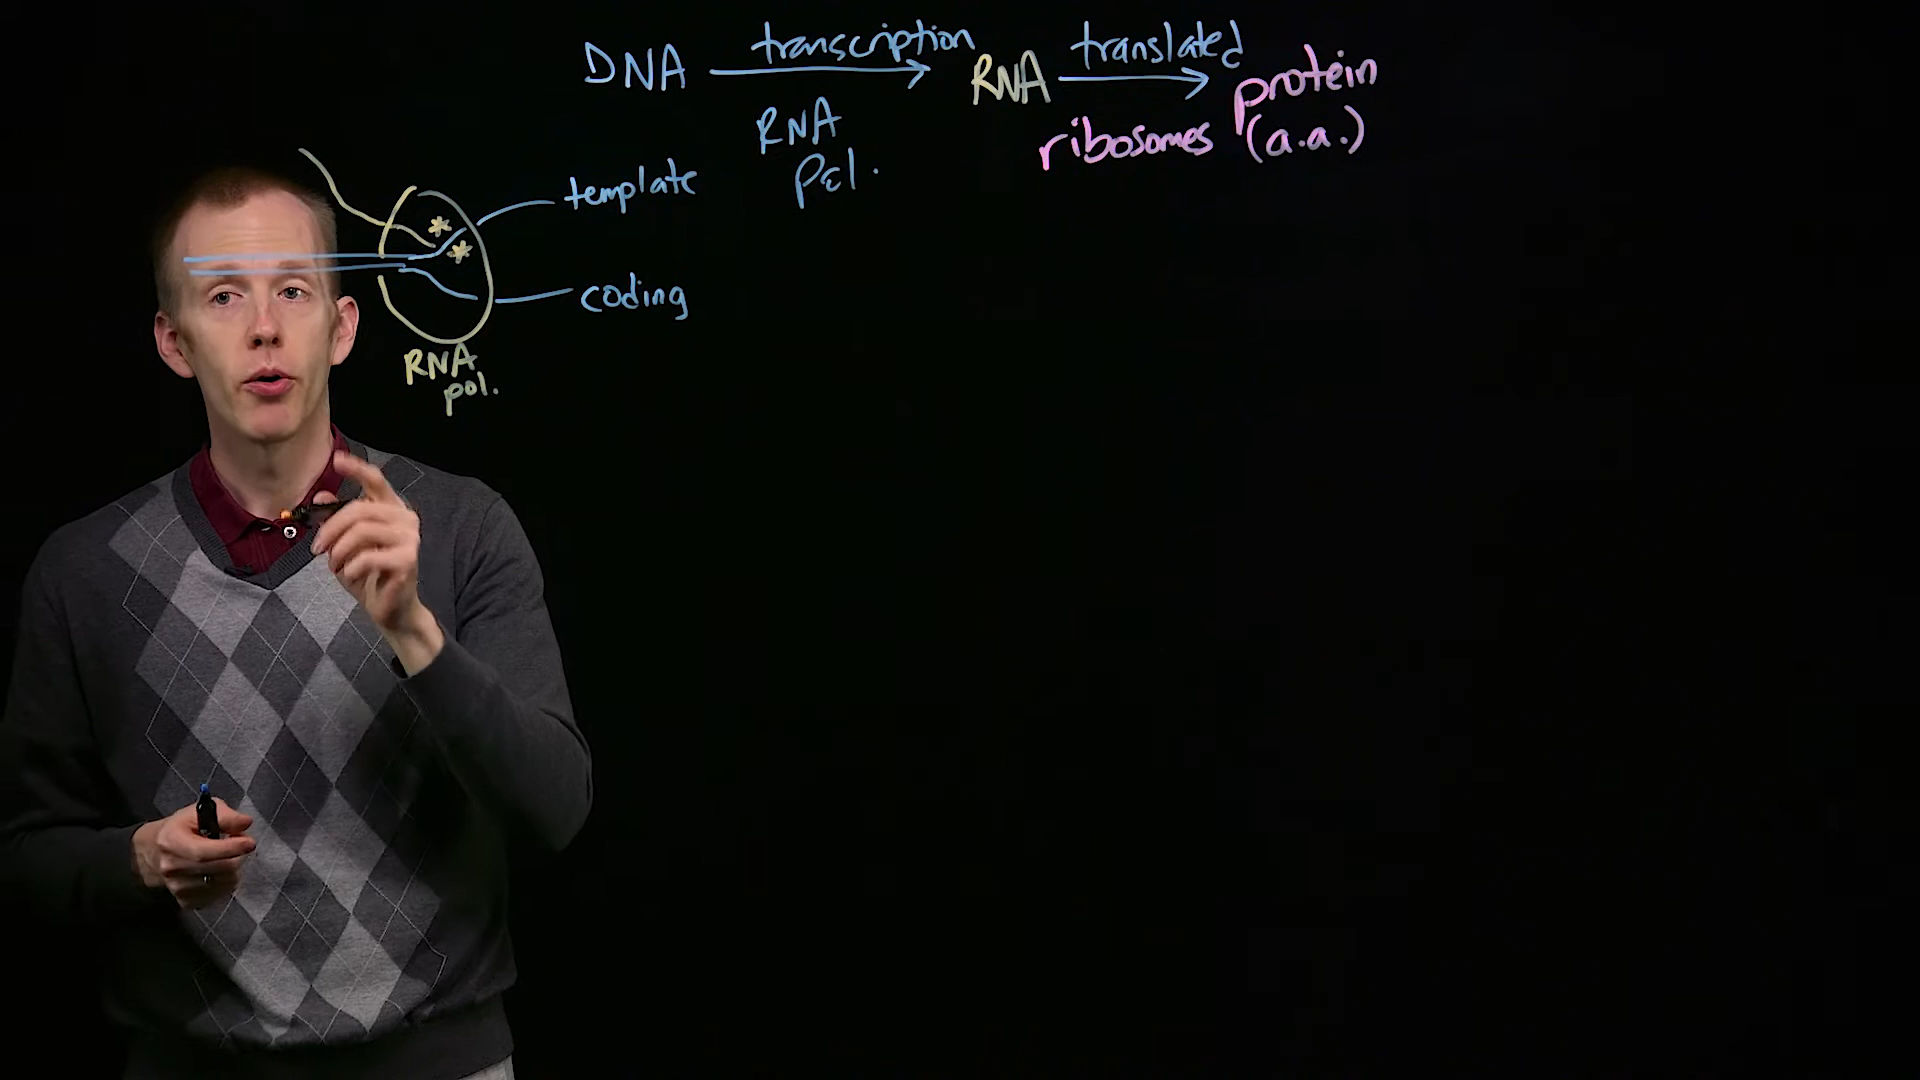 DNA transcription RNA translated protein
RNA pol. ribosomes (a.a.)
template
coding
RNA
pol.